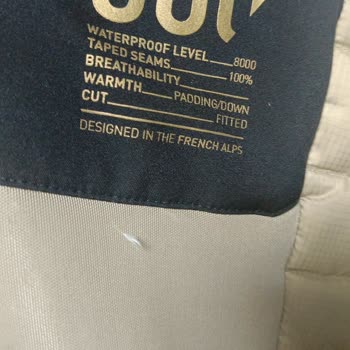 WATERPROOF LEVEL 8000
TAPED SEAMS 100%
BREATHABILITY
WARMTH PADDING/DOWN
CUT FITTED
DESIGNED IN THE FRENCH ALPS